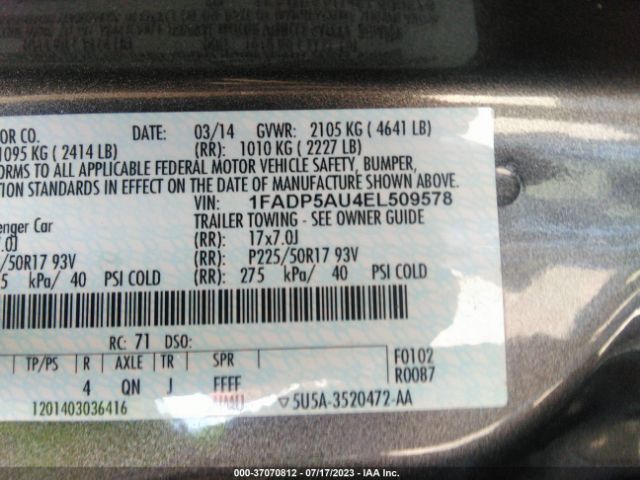 OR CO. DATE: 03/14 GVWR: 2105 KG ( 4641 LB)
1095 KG ( 2414 LB) (RR): 1010 KG ( 2227 LB)
ORMS TO ALL APPLICABLE FEDERAL MOTOR VEHICLE SAFETY, BUMPER,
TION STANDARDS IN EFFECT ON THE DATE OF MANUFACTURE SHOWN ABOVE.
VIN: 1FADP5AU4EL509578
enger Car TRAILER TOWING - SEE OWNER GUIDE
7.0J (RR): 17x7.0J
/50R17 93V (RR): P225/50R17 93V
5 kPa/ 40 PSI COLD (RR): 275 kPa/ 40 PSI COLD
RC: 71 DSO:
TP/PS R AXLE TR SPR F0102
4 QN J FFFF R0087
1201403036416 UAWU ▽5U5A-3520472-AA
000-37070812 - 07/17/2023 - IAA Inc.